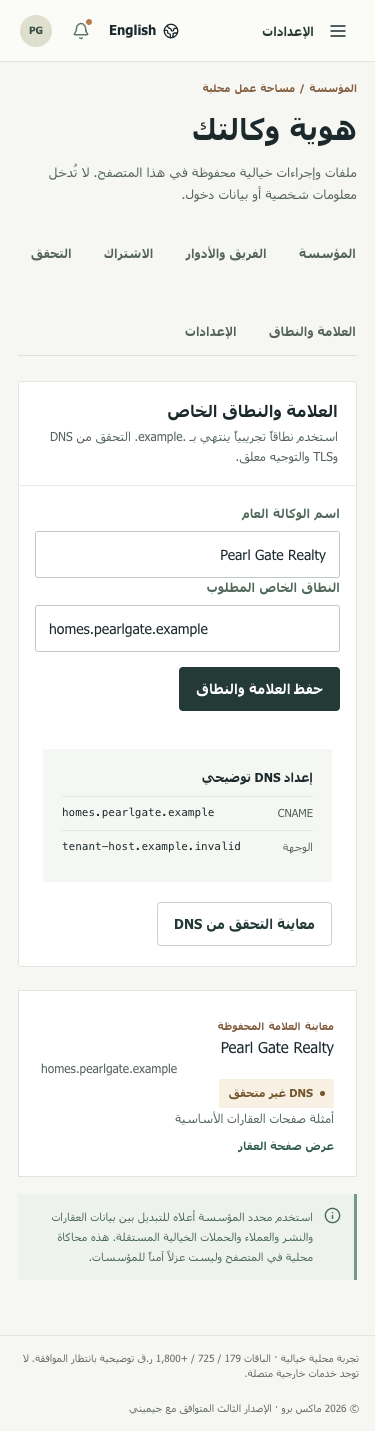 الإعدادات
English
PG
المؤسسة / مساحة عمل محلية
هوية وكالتك
ملفات وإجراءات خيالية محفوظة في هذا المتصفح. لا تُدخل
معلومات شخصية أو بيانات دخول.
المؤسسة
الفريق والأدوار
الاشتراك
التحقق
العلامة والنطاق
الإعدادات
العلامة والنطاق الخاص
استخدم نطاقاً تجريبياً ينتهي بـ .example. التحقق من DNS
وTLS والتوجيه معلق.
اسم الوكالة العام
Pearl Gate Realty
النطاق الخاص المطلوب
homes.pearlgate.example
حفظ العلامة والنطاق
إعداد DNS توضيحي
CNAME homes.pearlgate.example
الوجهة tenant-host.example.invalid
معاينة التحقق من DNS
معاينة العلامة المحفوظة
Pearl Gate Realty
homes.pearlgate.example
DNS غير متحقق
أمثلة صفحات العقارات الأساسية
عرض صفحة العقار
استخدم محدد المؤسسة أعلاه للتبديل بين بيانات العقارات
والنشر والعملاء والحملات الخيالية المستقلة. هذه محاكاة
محلية في المتصفح وليست عزلاً آمناً للمؤسسات.
تجربة محلية خيالية · الباقات 179 / 725 / +1,800 ر.ق توضيحية بانتظار الموافقة. لا
توجد خدمات خارجية متصلة.
© 2026 ماكس برو · الإصدار الثالث المتوافق مع جيميني